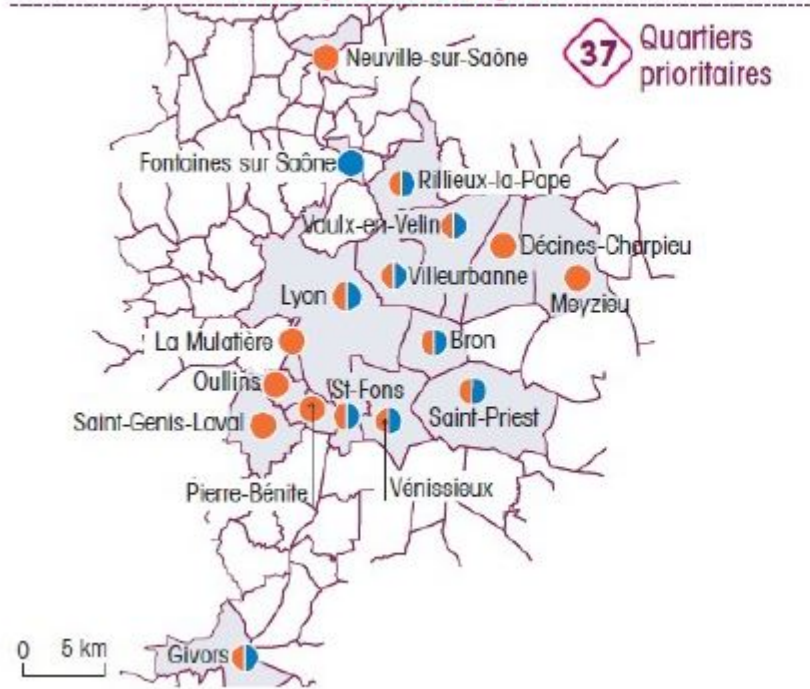 37
Quartiers
prioritaires
Neuville-sur-Saône
Fontaines sur Saône
Rillieux-la-Pape
Vaulx-en-Velin
Décines-Charpieu
Villeurbanne
Meyzieu
Lyon
La Mulatière
Bron
Oullins
St-Fons
Saint-Priest
Saint-Genis-Laval
Pierre-Bénite
Vénissieux
0 5 km
Givors